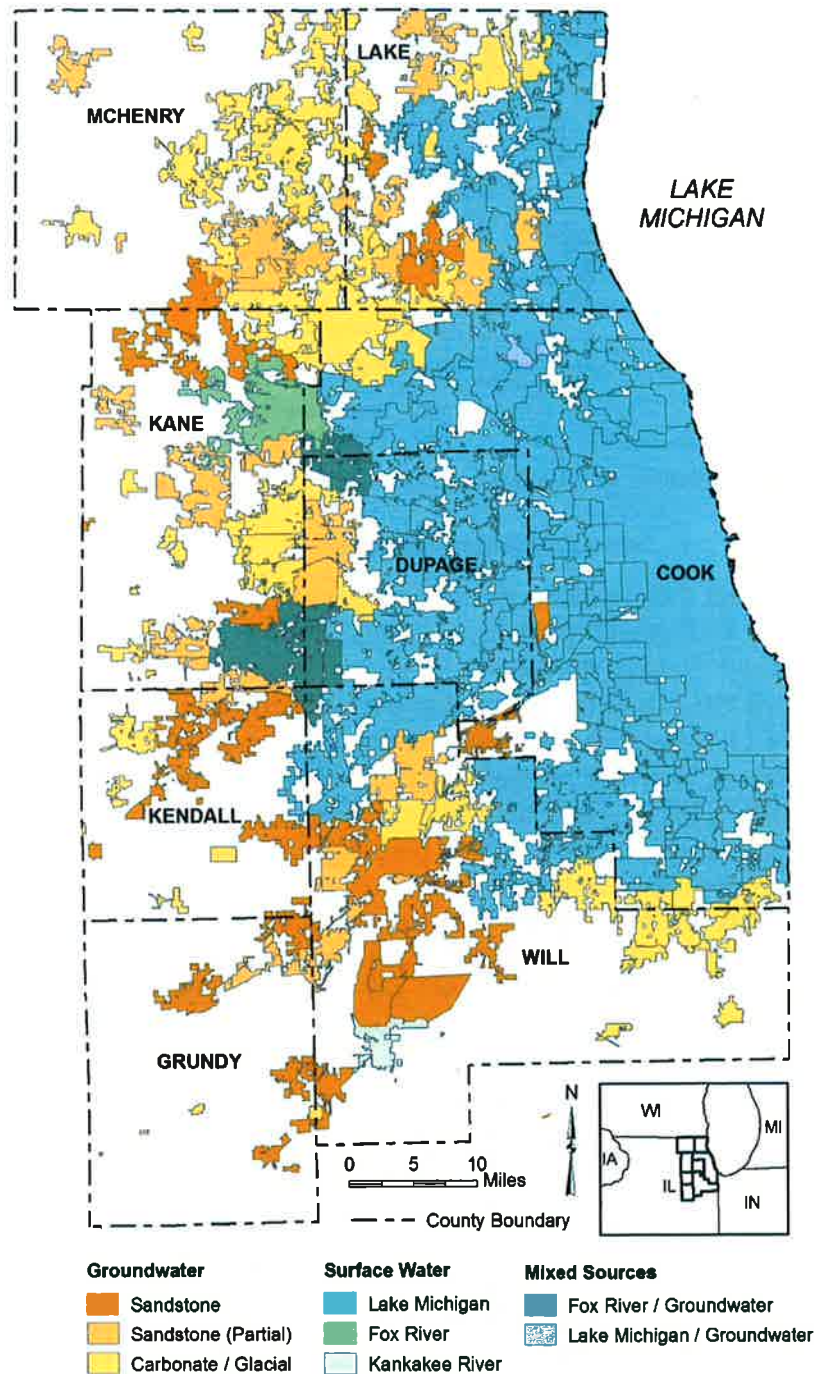 LAKE
MCHENRY
LAKE
MICHIGAN
KANE
DUPAGE
COOK
KENDALL
WILL
GRUNDY
N
WI
MI
IA
IL
IN
0 5 10
Miles
County Boundary
Groundwater
Sandstone
Sandstone (Partial)
Carbonate / Glacial
Surface Water
Lake Michigan
Fox River
Kankakee River
Mixed Sources
Fox River / Groundwater
Lake Michigan / Groundwater